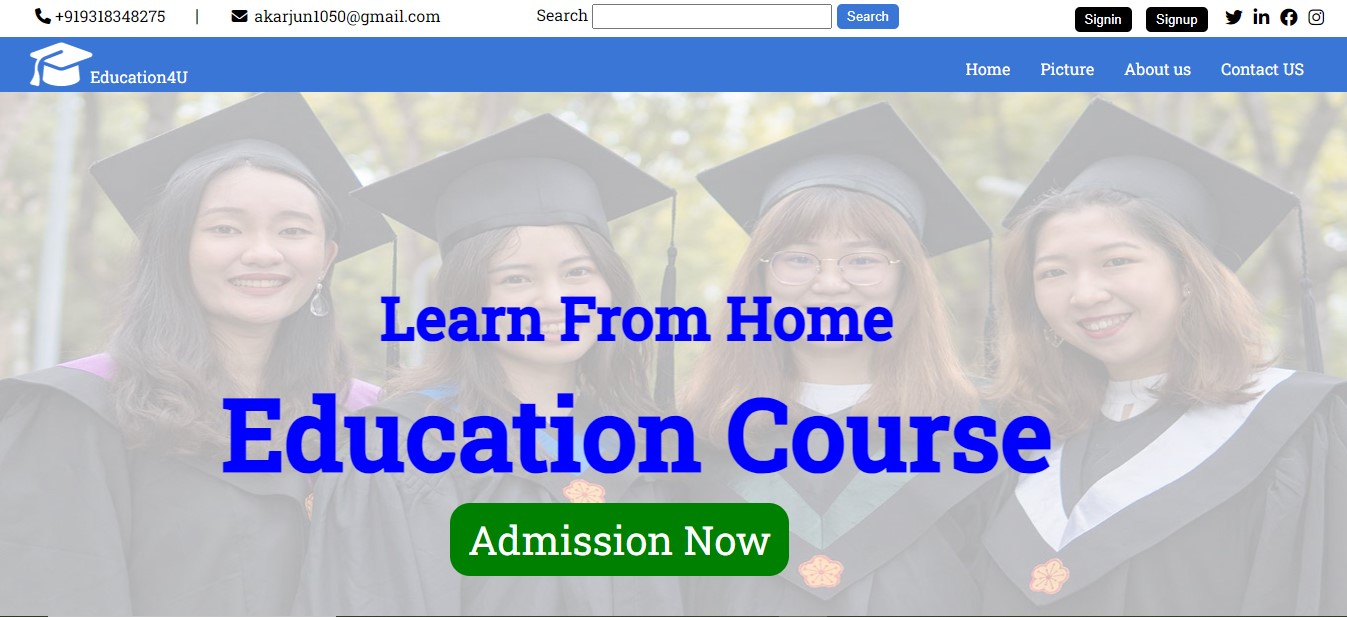 +919318348275 | akarjun1050@gmail.com Search Search Signin Signup
Education4U Home Picture About us Contact US
Learn From Home
Education Course
Admission Now